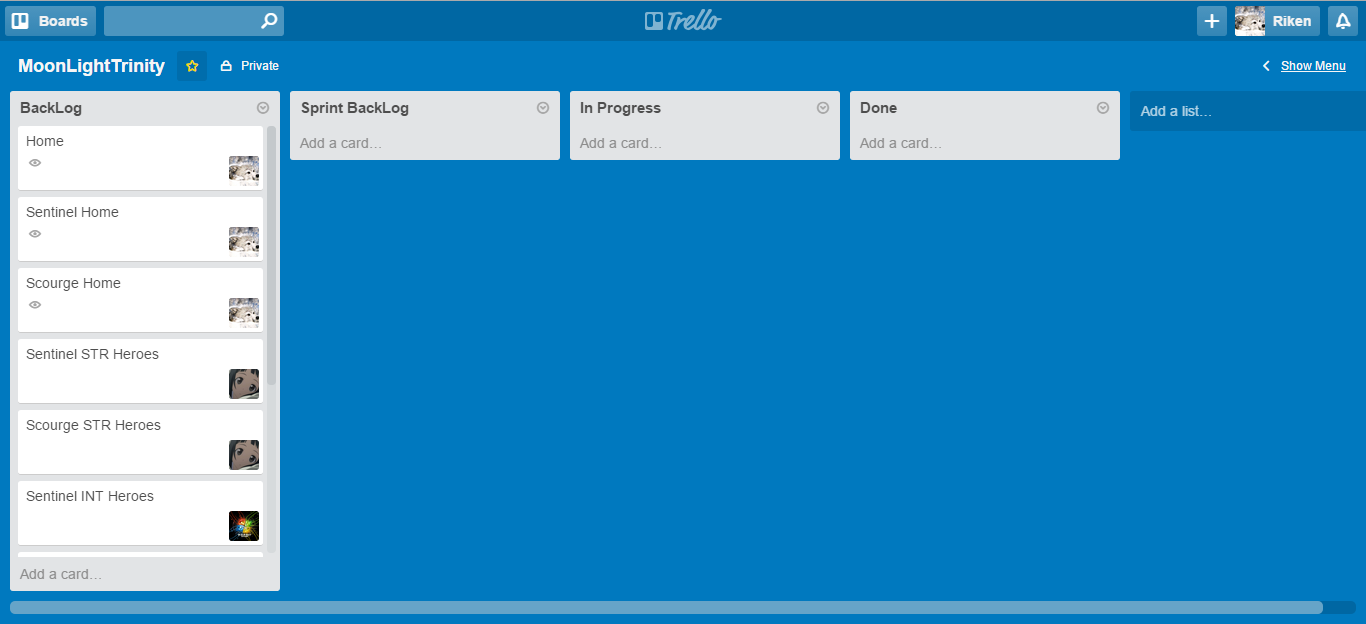 Boards
Trello
Riken
MoonLightTrinity
Private
Show Menu
BackLog
Home
Sentinel Home
Scourge Home
Sentinel STR Heroes
Scourge STR Heroes
Sentinel INT Heroes
Add a card…
Sprint BackLog
Add a card…
In Progress
Add a card…
Done
Add a card…
Add a list…